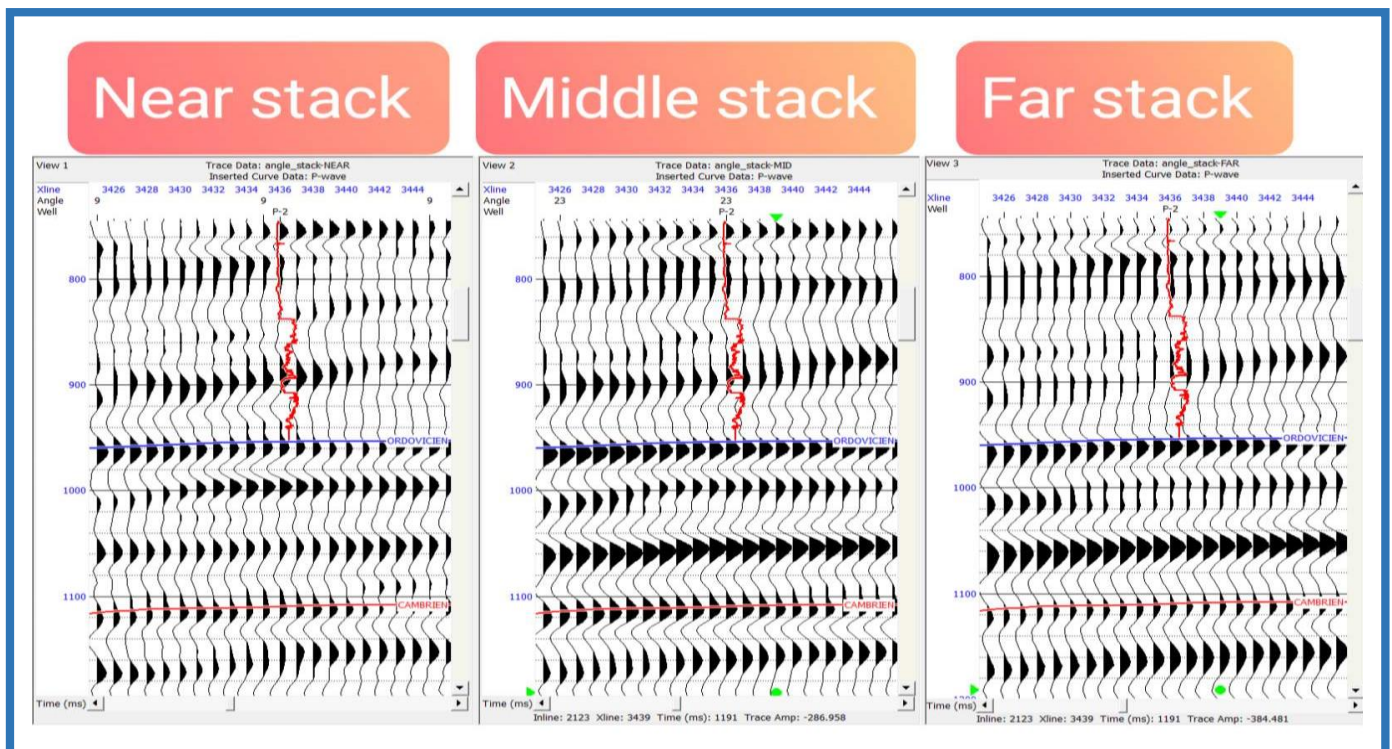 Near stack
Middle stack
Far stack
View 1
Trace Data: angle_stack-NEAR
Inserted Curve Data: P-wave
Xline 3426 3428 3430 3432 3434 3436 3438 3440 3442 3444
Angle 9 9 9
Well P-2
800
900
ORDOVICIEN
1000
1100
CAMBRIEN
Time (ms)
View 2
Trace Data: angle_stack-MID
Inserted Curve Data: P-wave
Xline 3426 3428 3430 3432 3434 3436 3438 3440 3442 3444
Angle 23 23
Well P-2
800
900
ORDOVICIEN
1000
1100
CAMBRIEN
Time (ms)
Inline: 2123 Xline: 3439 Time (ms): 1191 Trace Amp: -286.958
View 3
Trace Data: angle_stack-FAR
Inserted Curve Data: P-wave
Xline 3426 3428 3430 3432 3434 3436 3438 3440 3442 3444
Well P-2
800
900
ORDOVICIEN
1000
1100
CAMBRIEN
1200
Time (ms)
Inline: 2123 Xline: 3439 Time (ms): 1191 Trace Amp: -384.481